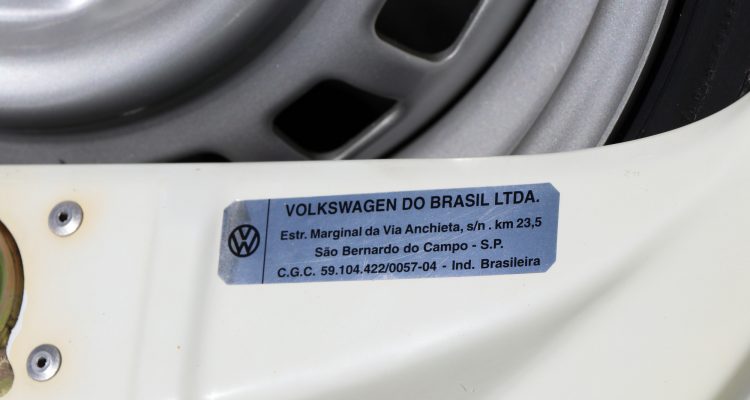 VOLKSWAGEN DO BRASIL LTDA.
Estr. Marginal da Via Anchieta, s/n . km 23,5
São Bernardo do Campo - S.P.
C.G.C. 59.104.422/0057-04 - Ind. Brasileira